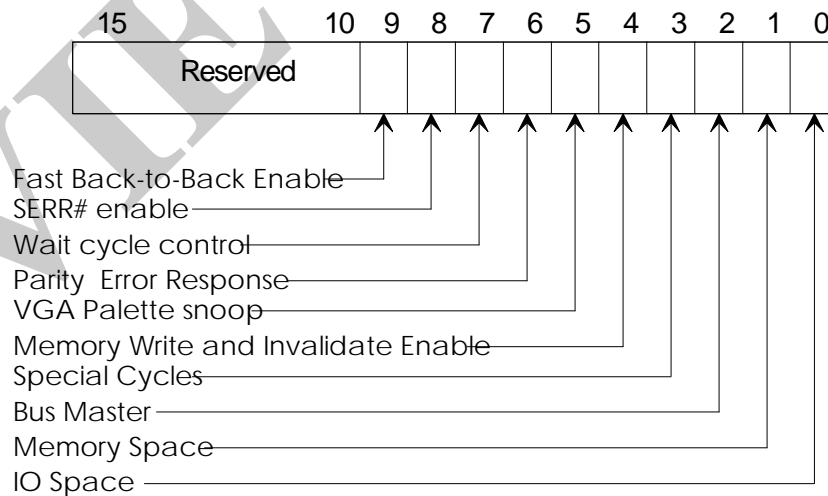 15 10 9 8 7 6 5 4 3 2 1 0
Reserved
Fast Back-to-Back Enable
SERR# enable
Wait cycle control
Parity Error Response
VGA Palette snoop
Memory Write and Invalidate Enable
Special Cycles
Bus Master
Memory Space
IO Space